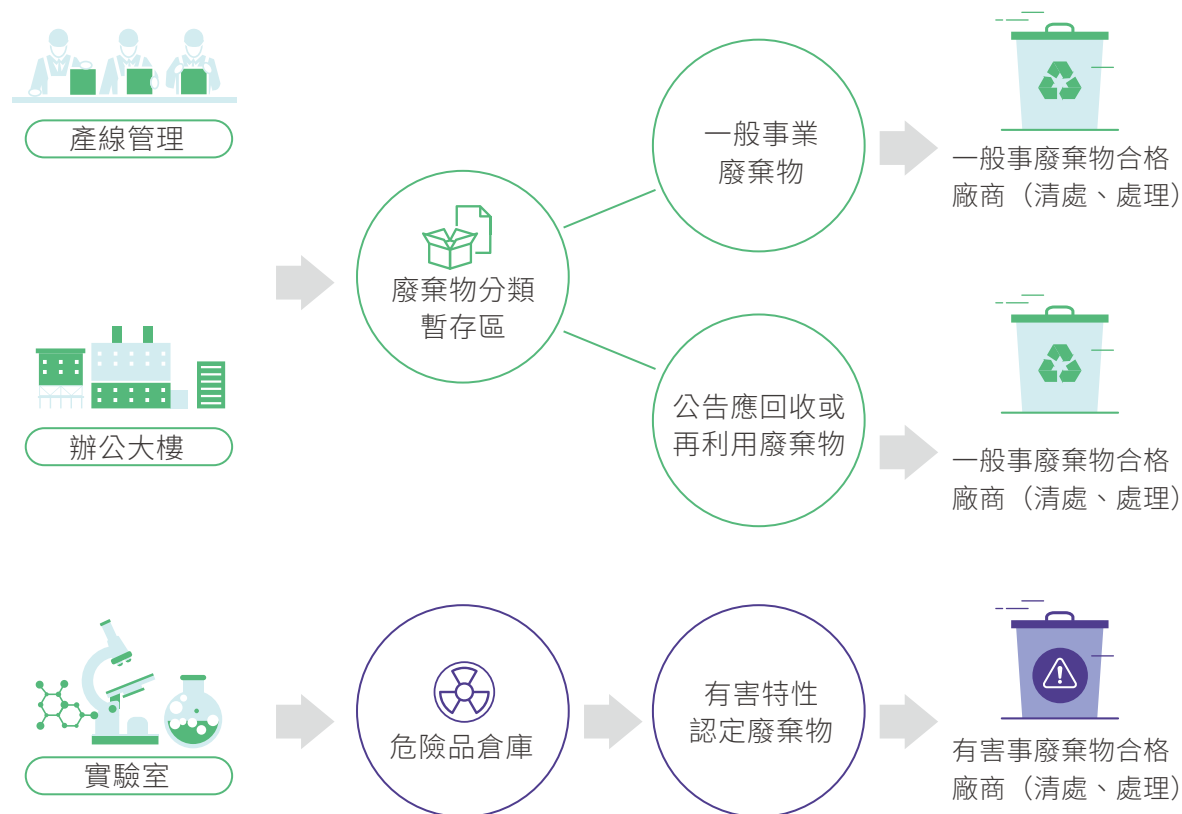 產線管理
辦公大樓
廢棄物分類
暫存區
一般事業
廢棄物
一般事廢棄物合格
廠商（清處、處理）
公告應回收或
再利用廢棄物
一般事廢棄物合格
廠商（清處、處理）
實驗室
危險品倉庫
有害特性
認定廢棄物
有害事廢棄物合格
廠商（清處、處理）